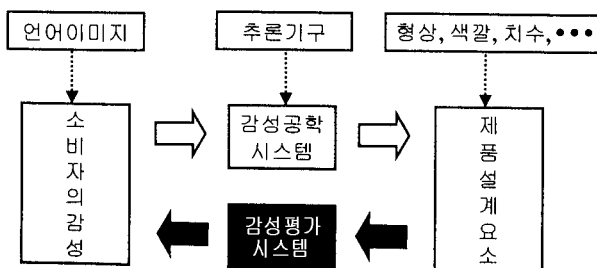 언어이미지
추론기구
형상, 색깔, 치수, •••
소비자의감성
감성공학
시스템
제품설계요소
감성평가
시스템